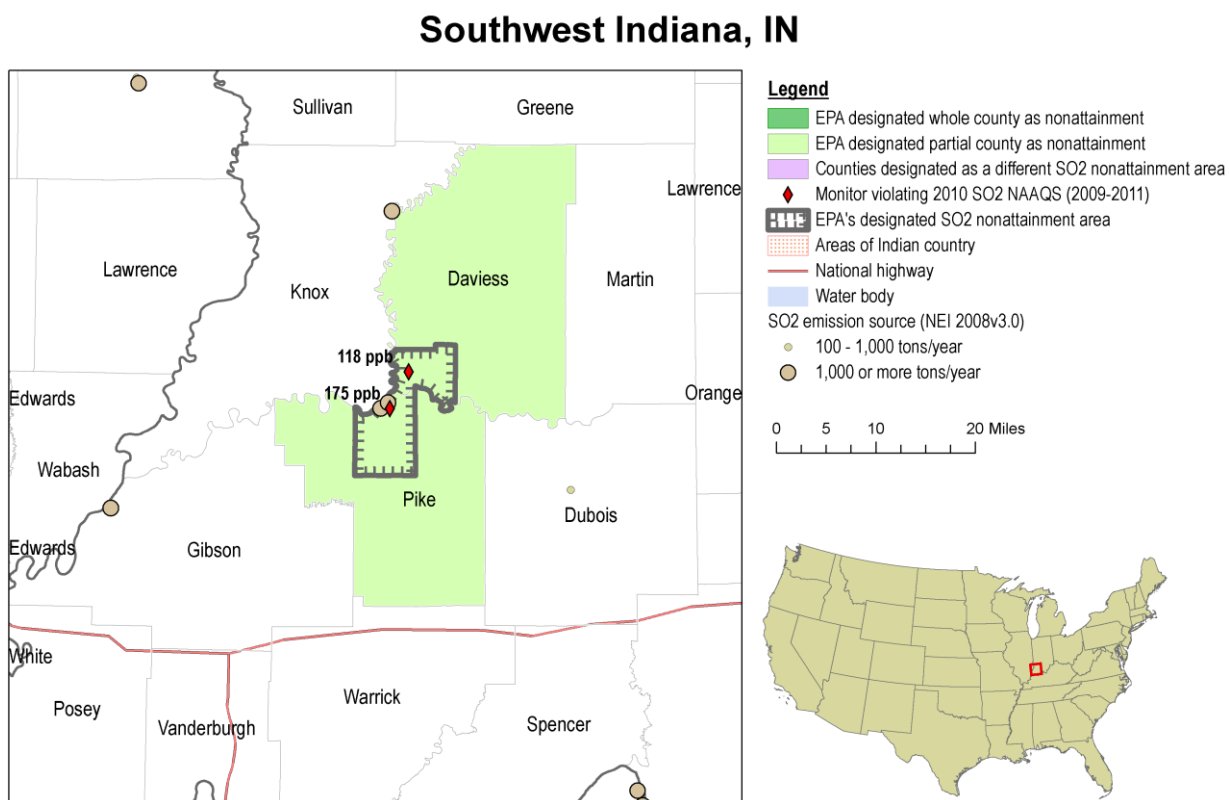 Southwest Indiana, IN
Sullivan
Greene
Lawrence
Lawrence
Daviess
Martin
Knox
118 ppb
175 ppb
Orange
Edwards
Wabash
Pike
Dubois
Edwards
Gibson
White
Warrick
Posey
Vanderburgh
Spencer
Legend
EPA designated whole county as nonattainment
EPA designated partial county as nonattainment
Counties designated as a different SO2 nonattainment area
Monitor violating 2010 SO2 NAAQS (2009-2011)
EPA's designated SO2 nonattainment area
Areas of Indian country
National highway
Water body
SO2 emission source (NEI 2008v3.0)
100 - 1,000 tons/year
1,000 or more tons/year
0 5 10 20 Miles